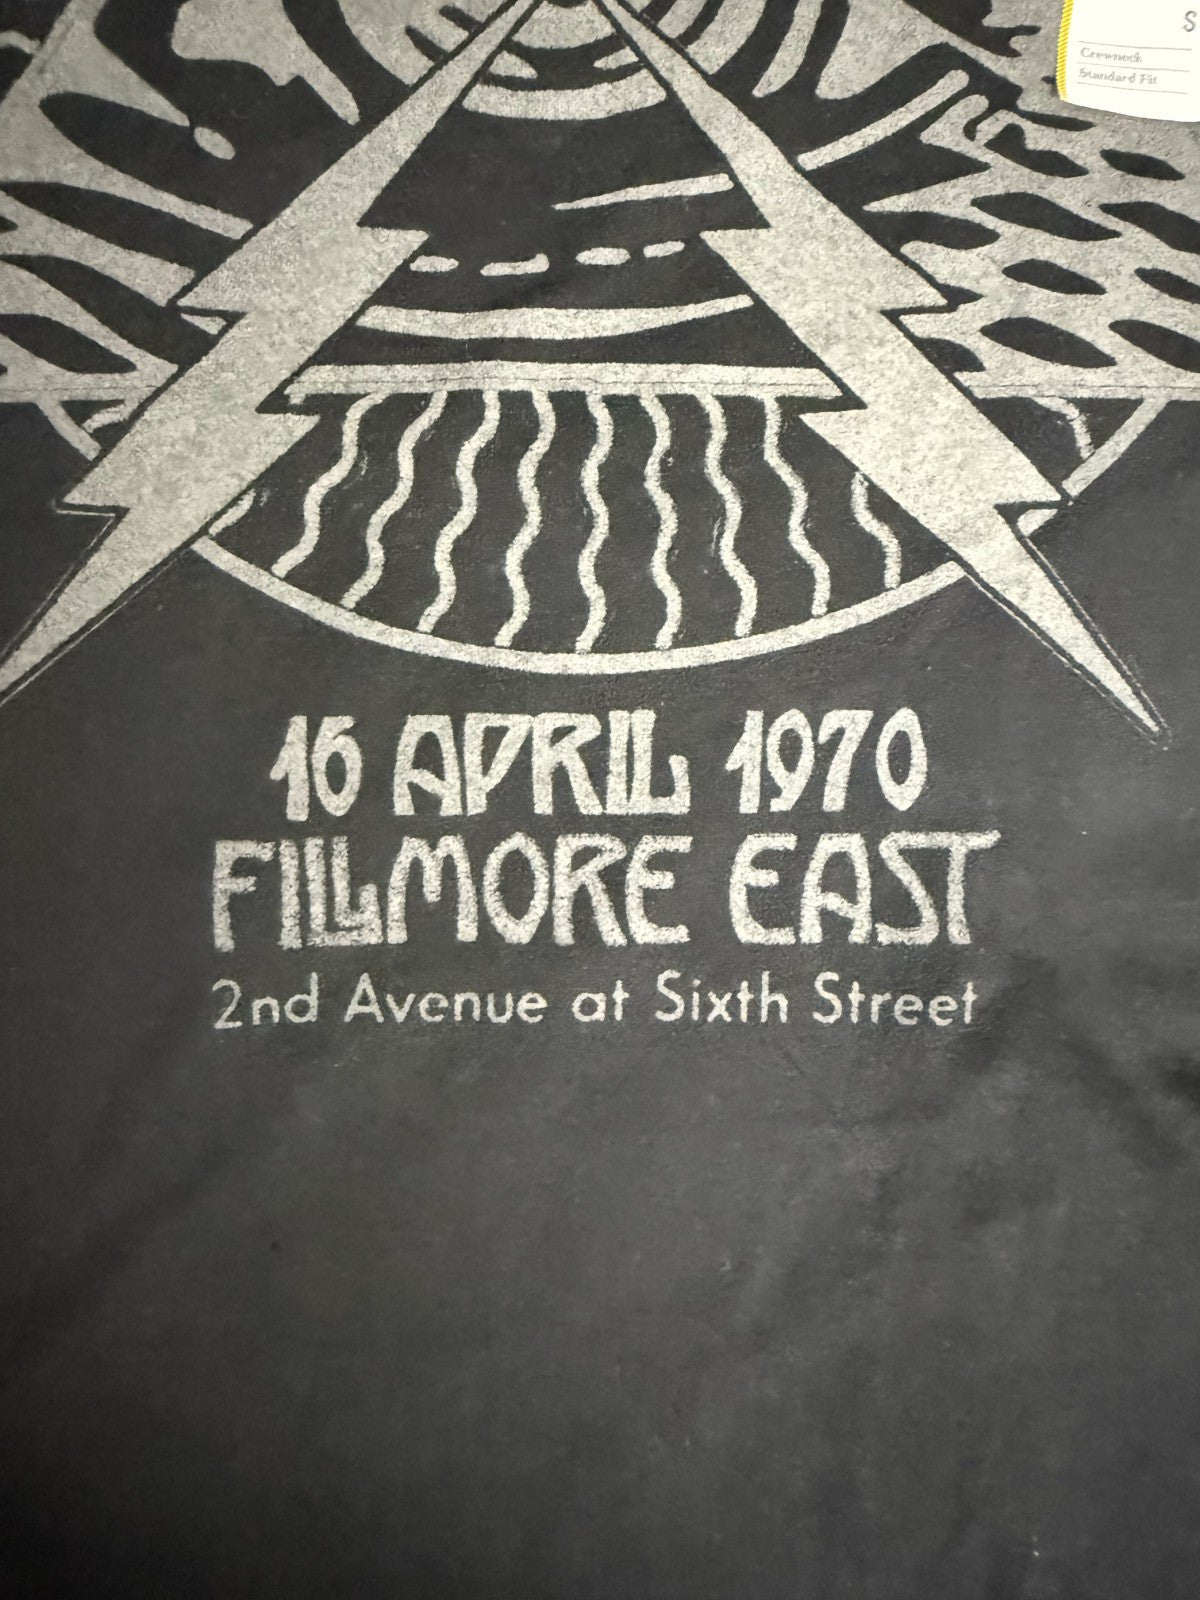 S
Crewneck
Standard Fit
16 APRIL 1970
FILLMORE EAST
2nd Avenue at Sixth Street